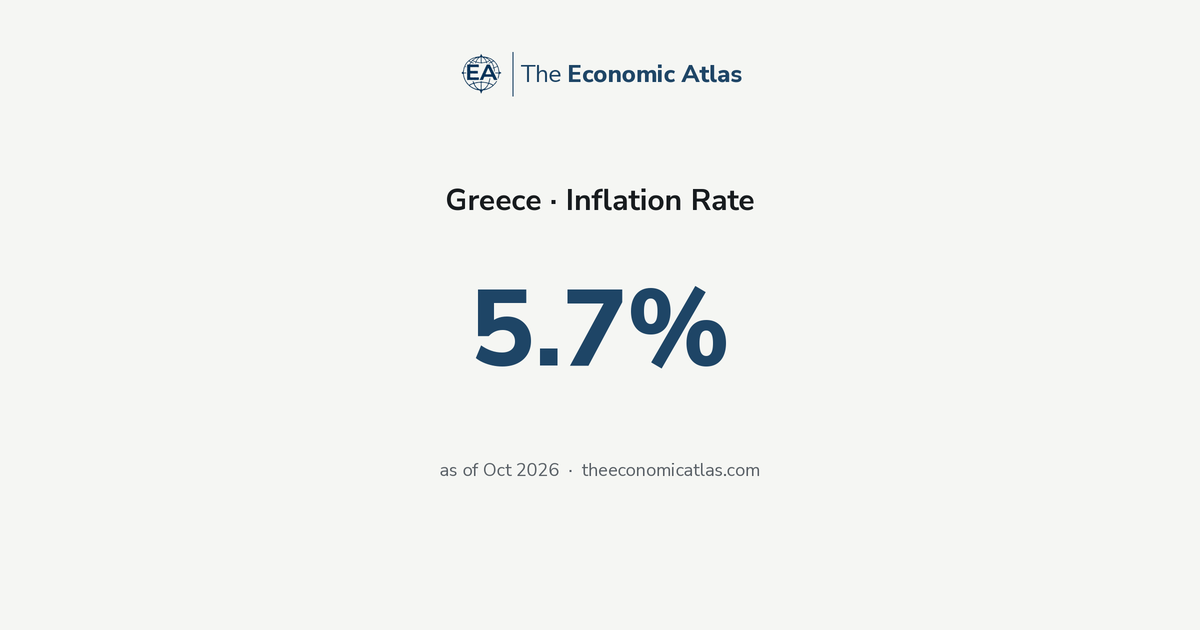 EA The Economic Atlas
Greece · Inflation Rate
5.7%
as of Oct 2026 · theeconomicatlas.com